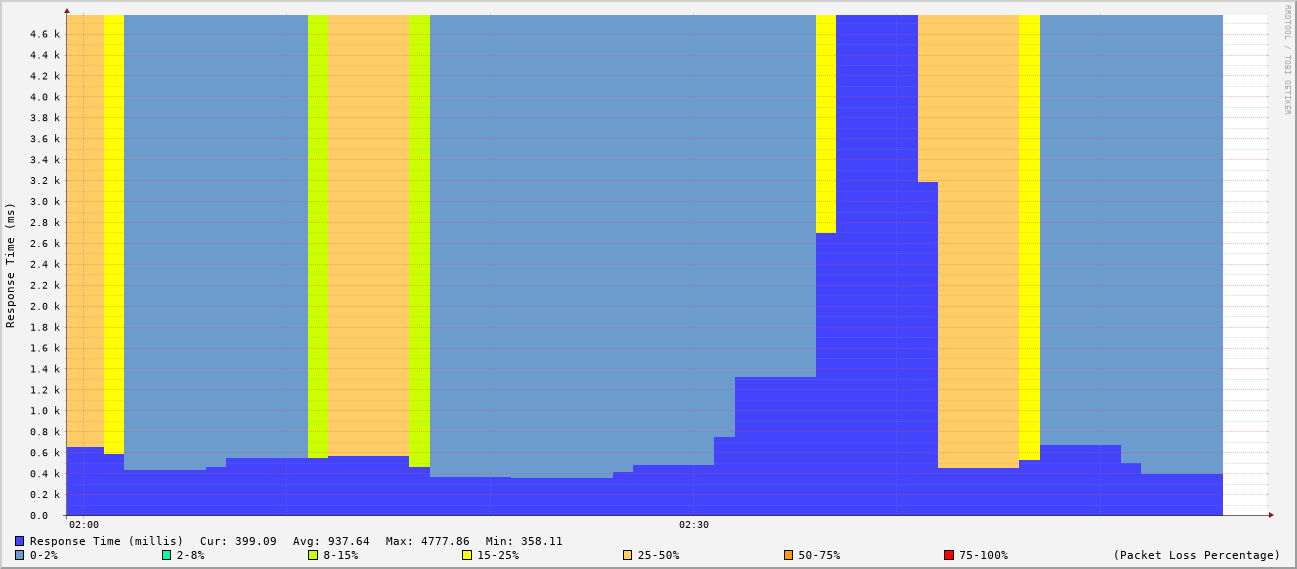 RRDTOOL / TOBI OETIKER
Response Time (ms)
4.6 k
4.4 k
4.2 k
4.0 k
3.8 k
3.6 k
3.4 k
3.2 k
3.0 k
2.8 k
2.6 k
2.4 k
2.2 k
2.0 k
1.8 k
1.6 k
1.4 k
1.2 k
1.0 k
0.8 k
0.6 k
0.4 k
0.2 k
0.0
02:00 02:30
Response Time (millis) Cur: 399.09 Avg: 937.64 Max: 4777.86 Min: 358.11
0-2% 2-8% 8-15% 15-25% 25-50% 50-75% 75-100% (Packet Loss Percentage)